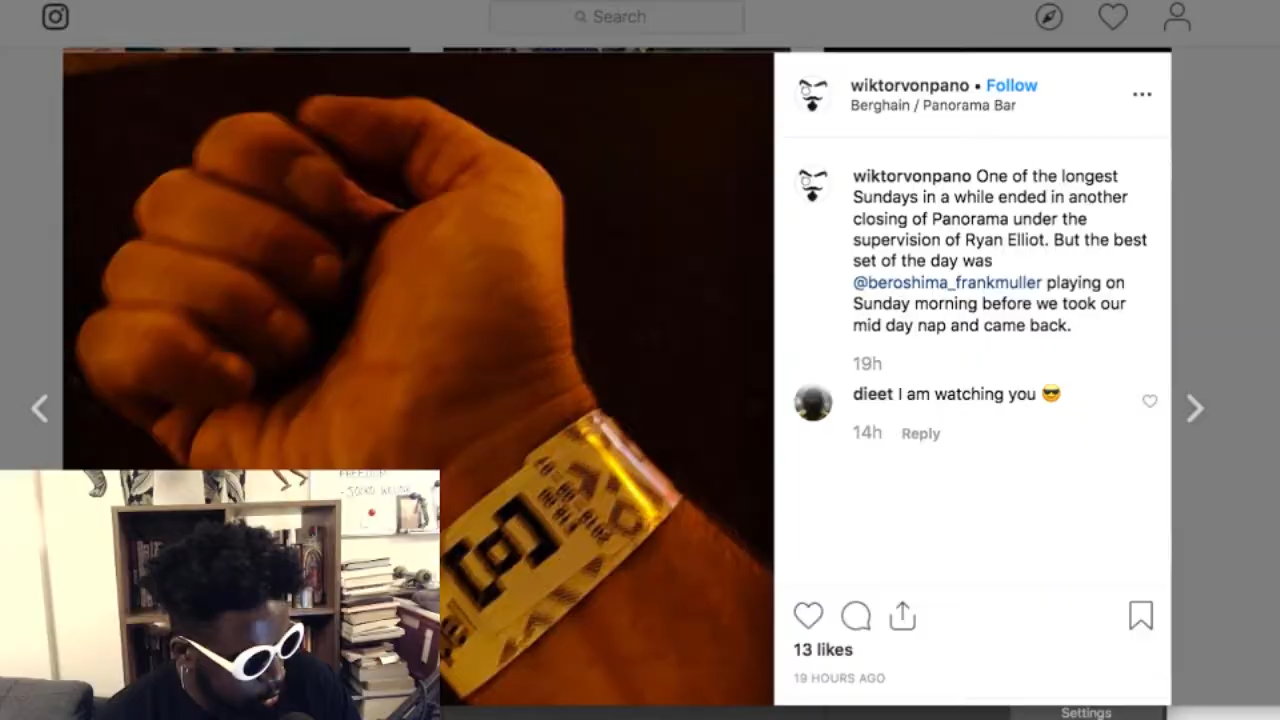 Search
wiktorvonpano • Follow
Berghain / Panorama Bar
wiktorvonpano One of the longest
Sundays in a while ended in another
closing of Panorama under the
supervision of Ryan Elliot. But the best
set of the day was
@beroshima_frankmuller playing on
Sunday morning before we took our
mid day nap and came back.
19h
dieet I am watching you 😎
14h Reply
13 likes
19 HOURS AGO
Settings